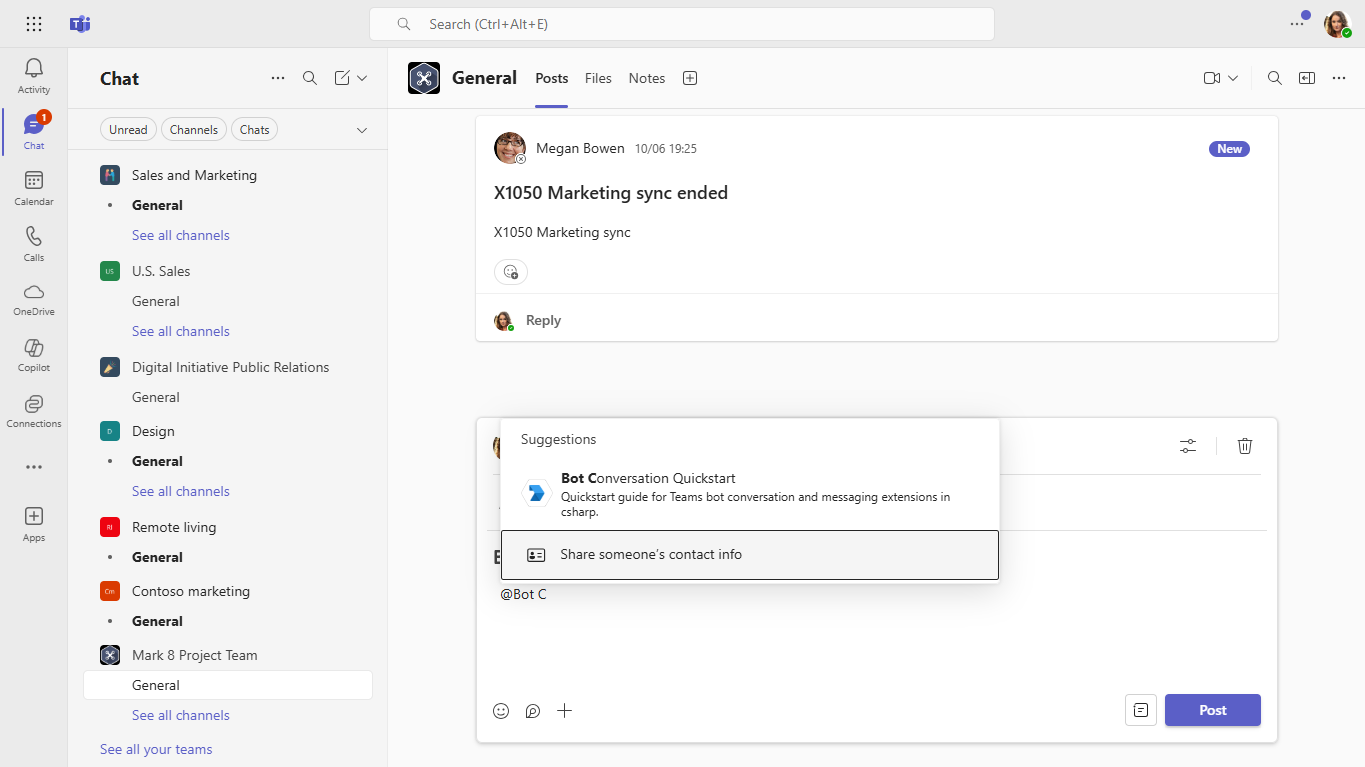 Search (Ctrl+Alt+E)
Activity
1
Chat
Calendar
Calls
OneDrive
Copilot
Connections
Apps
Chat
Unread
Channels
Chats
Sales and Marketing
General
See all channels
US
U.S. Sales
General
See all channels
Digital Initiative Public Relations
General
D
Design
General
See all channels
Rl
Remote living
General
Cm
Contoso marketing
General
Mark 8 Project Team
General
See all channels
See all your teams
General
Posts
Files
Notes
Megan Bowen 10/06 19:25
New
X1050 Marketing sync ended
X1050 Marketing sync
Reply
Suggestions
Bot Conversation Quickstart
Quickstart guide for Teams bot conversation and messaging extensions in
csharp.
Share someone's contact info
@Bot C
Post